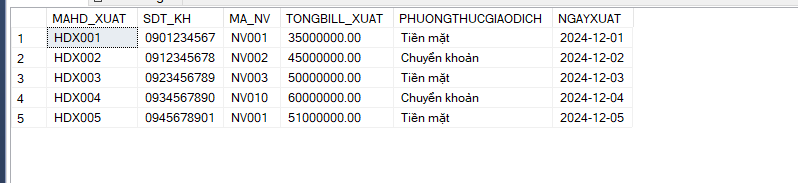 MAHD_XUAT SDT_KH MA_NV TONGBILL_XUAT PHUONGTHUCGIAODICH NGAYXUAT
1 HDX001 0901234567 NV001 35000000.00 Tiền mặt 2024-12-01
2 HDX002 0912345678 NV002 45000000.00 Chuyển khoản 2024-12-02
3 HDX003 0923456789 NV003 50000000.00 Tiền mặt 2024-12-03
4 HDX004 0934567890 NV010 60000000.00 Chuyển khoản 2024-12-04
5 HDX005 0945678901 NV001 51000000.00 Tiền mặt 2024-12-05